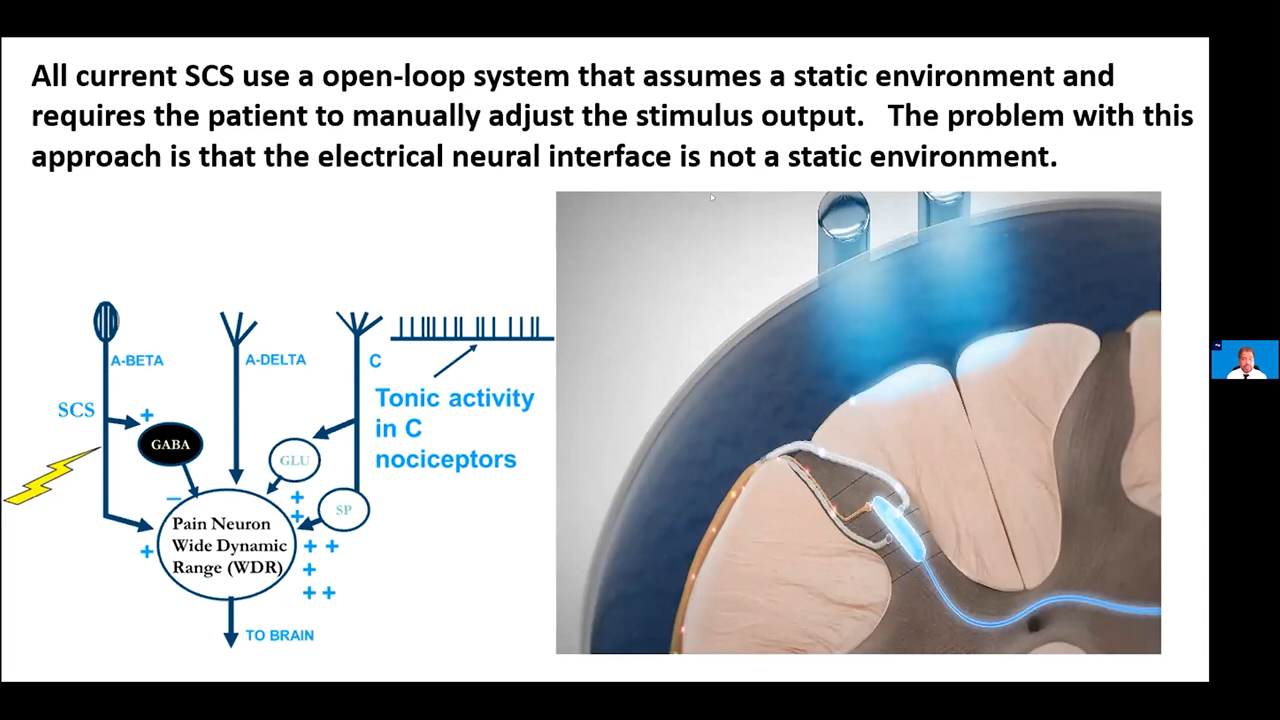 All current SCS use a open-loop system that assumes a static environment and
requires the patient to manually adjust the stimulus output. The problem with this
approach is that the electrical neural interface is not a static environment.
A-BETA
A-DELTA
C
SCS
+
GABA
GLU
Tonic activity
in C
nociceptors
–
+
+
SP
Pain Neuron
Wide Dynamic
Range (WDR)
+
+ +
+
+ +
TO BRAIN